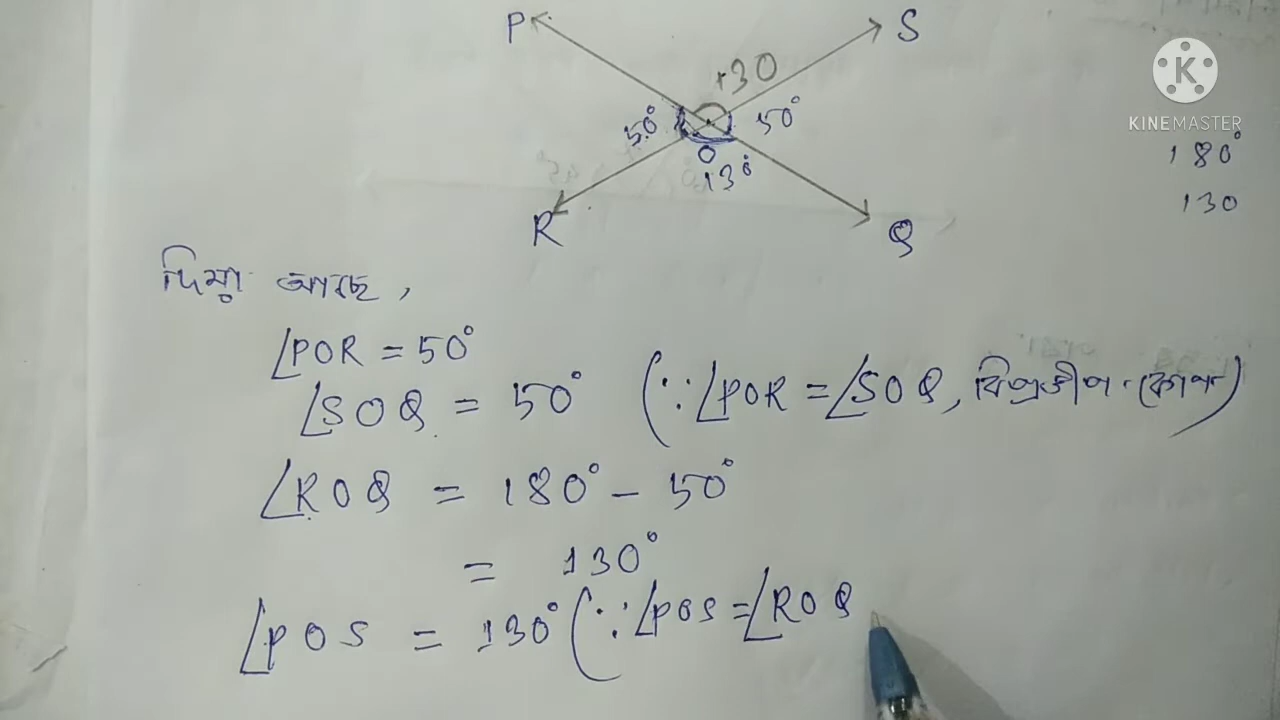 P
S
130
50°
50°
O
130°
R
Q
K
KINEMASTER
180°
130
দিয়া আছে,
∠POR = 50°
∠SOQ = 50° (∵∠POR = ∠SOQ, বিপ্ৰতীপ কোণ)
∠ROQ = 180° - 50°
= 130°
∠POS = 130° (∵∠POS = ∠ROQ